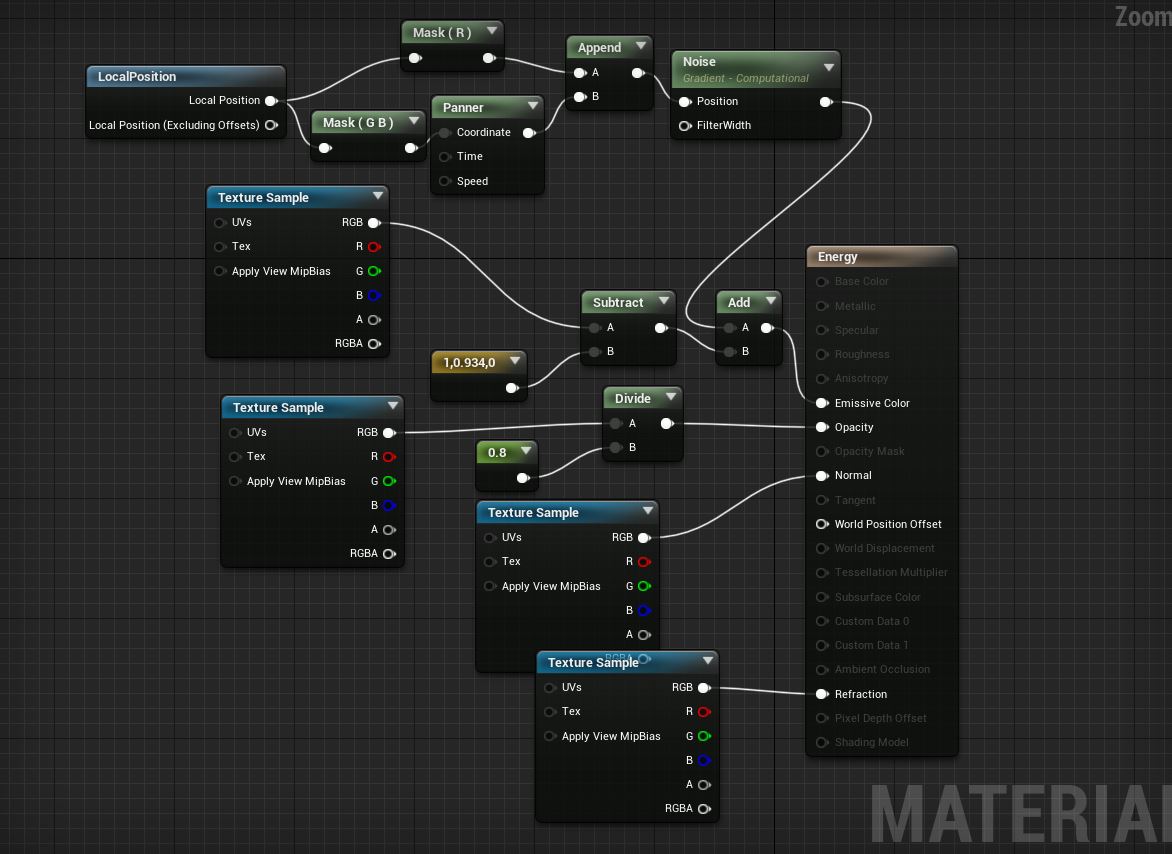 Zoom
Mask ( R )
LocalPosition
Local Position
Local Position (Excluding Offsets)
Mask ( G B )
Panner
Coordinate
Time
Speed
Append
A
B
Noise
Gradient - Computational
Position
FilterWidth
Texture Sample
UVs RGB
Tex R
Apply View MipBias G
B
A
RGBA
Subtract
A
B
1,0.934,0
Add
A
B
Texture Sample
UVs RGB
Tex R
Apply View MipBias G
B
A
RGBA
Divide
A
B
0.8
Texture Sample
UVs RGB
Tex R
Apply View MipBias G
B
A
RGBA
Texture Sample
UVs RGB
Tex R
Apply View MipBias G
B
A
RGBA
Energy
Base Color
Metallic
Specular
Roughness
Anisotropy
Emissive Color
Opacity
Opacity Mask
Normal
Tangent
World Position Offset
World Displacement
Tessellation Multiplier
Subsurface Color
Custom Data 0
Custom Data 1
Ambient Occlusion
Refraction
Pixel Depth Offset
Shading Model
MATERIA